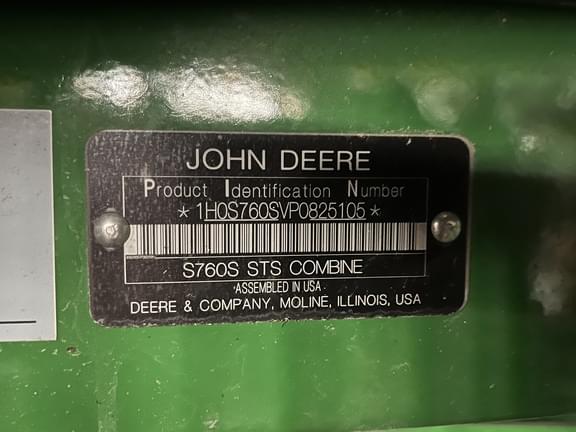 JOHN DEERE
Product Identification Number
*1H0S760SVP0825105*
S760S STS COMBINE
ASSEMBLED IN USA
DEERE & COMPANY, MOLINE, ILLINOIS, USA